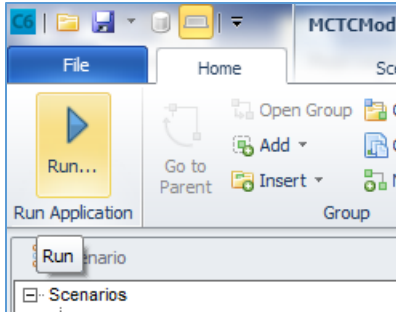 C6
MCTCMod
File
Home
Sc
Run...
Go to
Parent
Open Group
Add
Insert
Run Application
Group
Run
enario
Scenarios